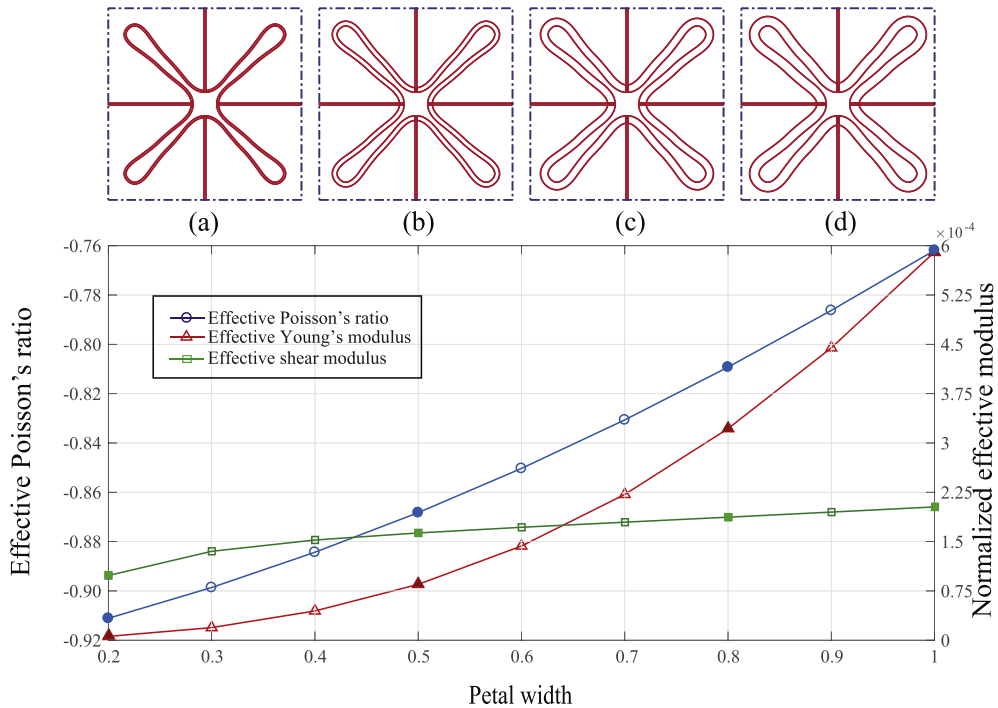 (a) (b) (c) (d)
×10⁻⁴
-0.76
-0.78
-0.80
-0.82
-0.84
-0.86
-0.88
-0.90
-0.92
Effective Poisson's ratio
Effective Poisson's ratio
Effective Young's modulus
Effective shear modulus
6
5.25
4.5
3.75
3
2.25
1.5
0.75
0
Normalized effective modulus
0.2 0.3 0.4 0.5 0.6 0.7 0.8 0.9 1
Petal width